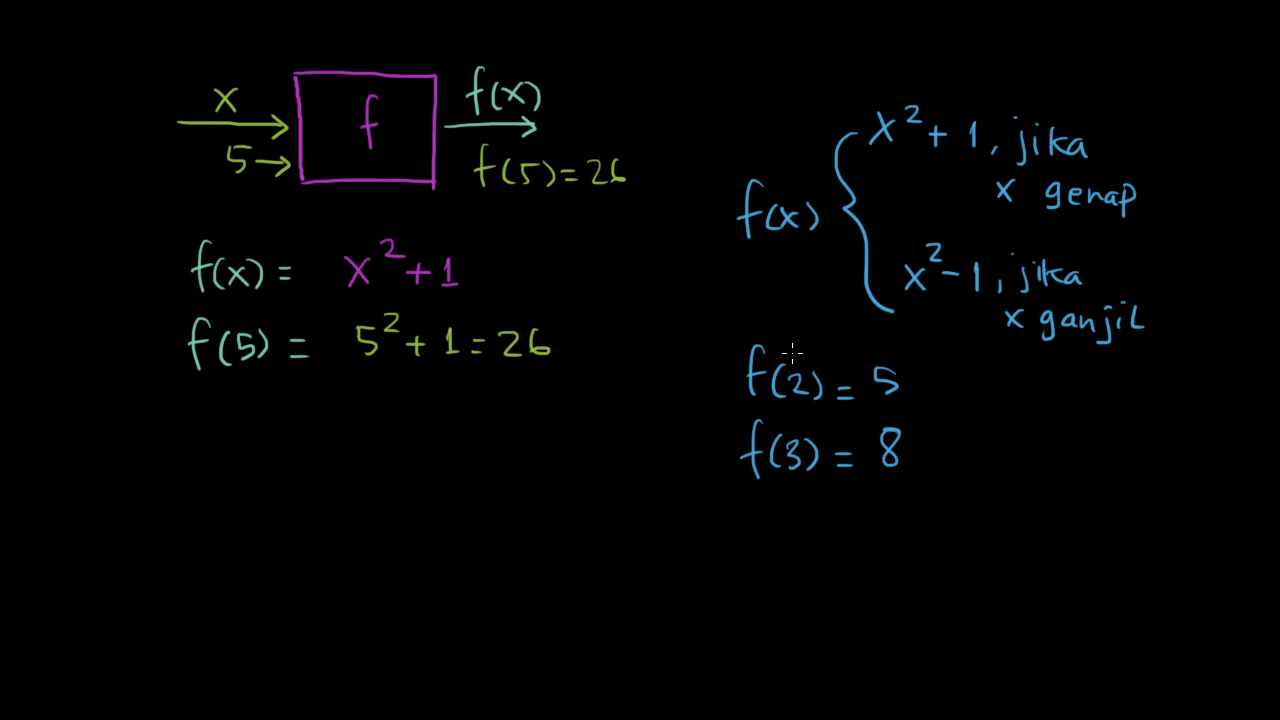 x
5
f
f(x)
f(5)=26
f(x) = x²+1
f(5) = 5²+1=26
f(x)
x²+1, jika
x genap
x²-1, jika
x ganjil
f(2) = 5
f(3) = 8